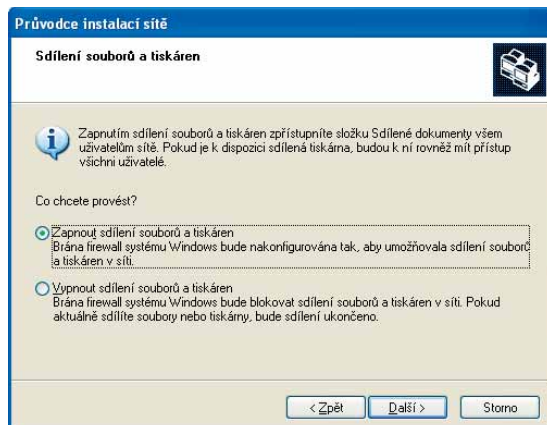 Průvodce instalací sítě
Sdílení souborů a tiskáren
Zapnutím sdílení souborů a tiskáren zpřístupníte složku Sdílené dokumenty všem
uživatelům sítě. Pokud je k dispozici sdílená tiskárna, budou k ní rovněž mít přístup
všichni uživatelé.
Co chcete provést?
Zapnout sdílení souborů a tiskáren
Brána firewall systému Windows bude nakonfigurována tak, aby umožňovala sdílení souborů
a tiskáren v síti.
Vypnout sdílení souborů a tiskáren
Brána firewall systému Windows bude blokovat sdílení souborů a tiskáren v síti. Pokud
aktuálně sdílíte soubory nebo tiskárny, bude sdílení ukončeno.
< Zpět
Další >
Storno